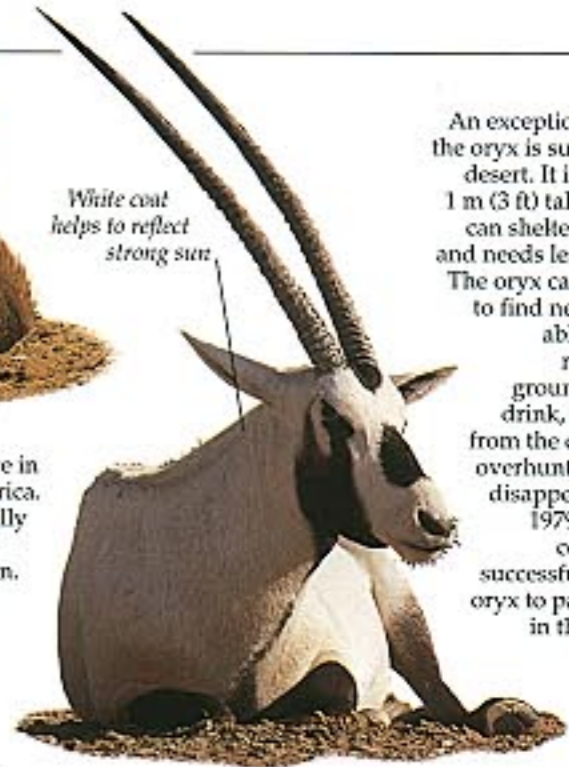 White coat
helps to reflect
strong sun
e in
rica.
lly
n.
An exceptio
the oryx is su
desert. It i
1 m (3 ft) tal
can shelte
and needs le
The oryx ca
to find ne
abl
r
groun
drink,
from the
overhunt
disappe
1979
c
successfu
oryx to pa
in th